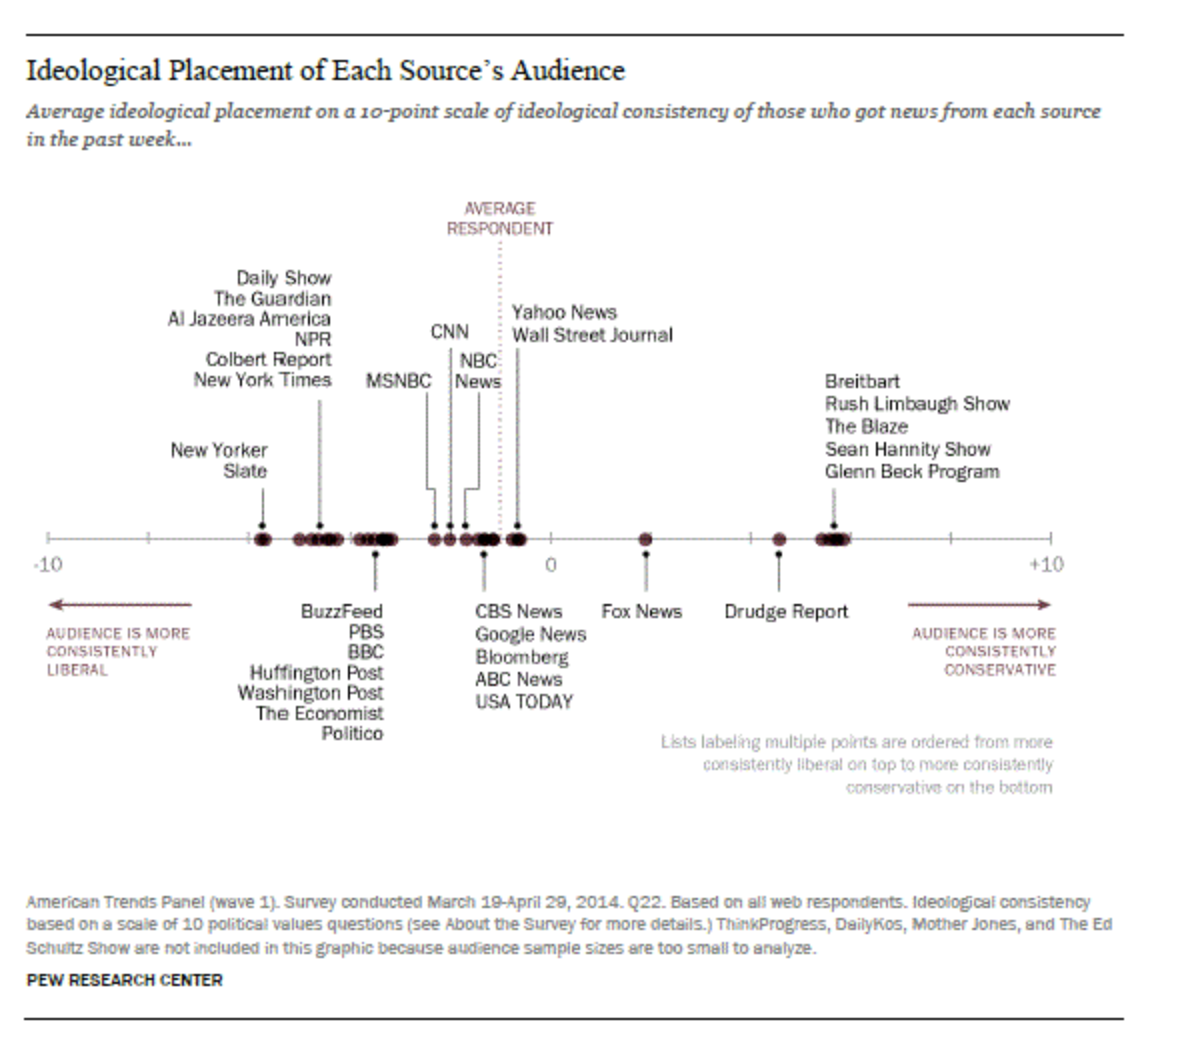 Ideological Placement of Each Source's Audience
Average ideological placement on a 10-point scale of ideological consistency of those who got news from each source
in the past week...
AVERAGE
RESPONDENT
Daily Show
The Guardian
Al Jazeera America
NPR
Colbert Report
New York Times
New Yorker
Slate
MSNBC
CNN
NBC
News
Yahoo News
Wall Street Journal
Breitbart
Rush Limbaugh Show
The Blaze
Sean Hannity Show
Glenn Beck Program
-10
0
+10
AUDIENCE IS MORE
CONSISTENTLY
LIBERAL
BuzzFeed
PBS
BBC
Huffington Post
Washington Post
The Economist
Politico
CBS News
Google News
Bloomberg
ABC News
USA TODAY
Fox News
Drudge Report
AUDIENCE IS MORE
CONSISTENTLY
CONSERVATIVE
Lists labeling multiple points are ordered from more
consistently liberal on top to more consistently
conservative on the bottom
American Trends Panel (wave 1). Survey conducted March 19-April 29, 2014. Q22. Based on all web respondents. Ideological consistency
based on a scale of 10 political values questions (see About the Survey for more details.) ThinkProgress, DailyKos, Mother Jones, and The Ed
Schultz Show are not included in this graphic because audience sample sizes are too small to analyze.
PEW RESEARCH CENTER